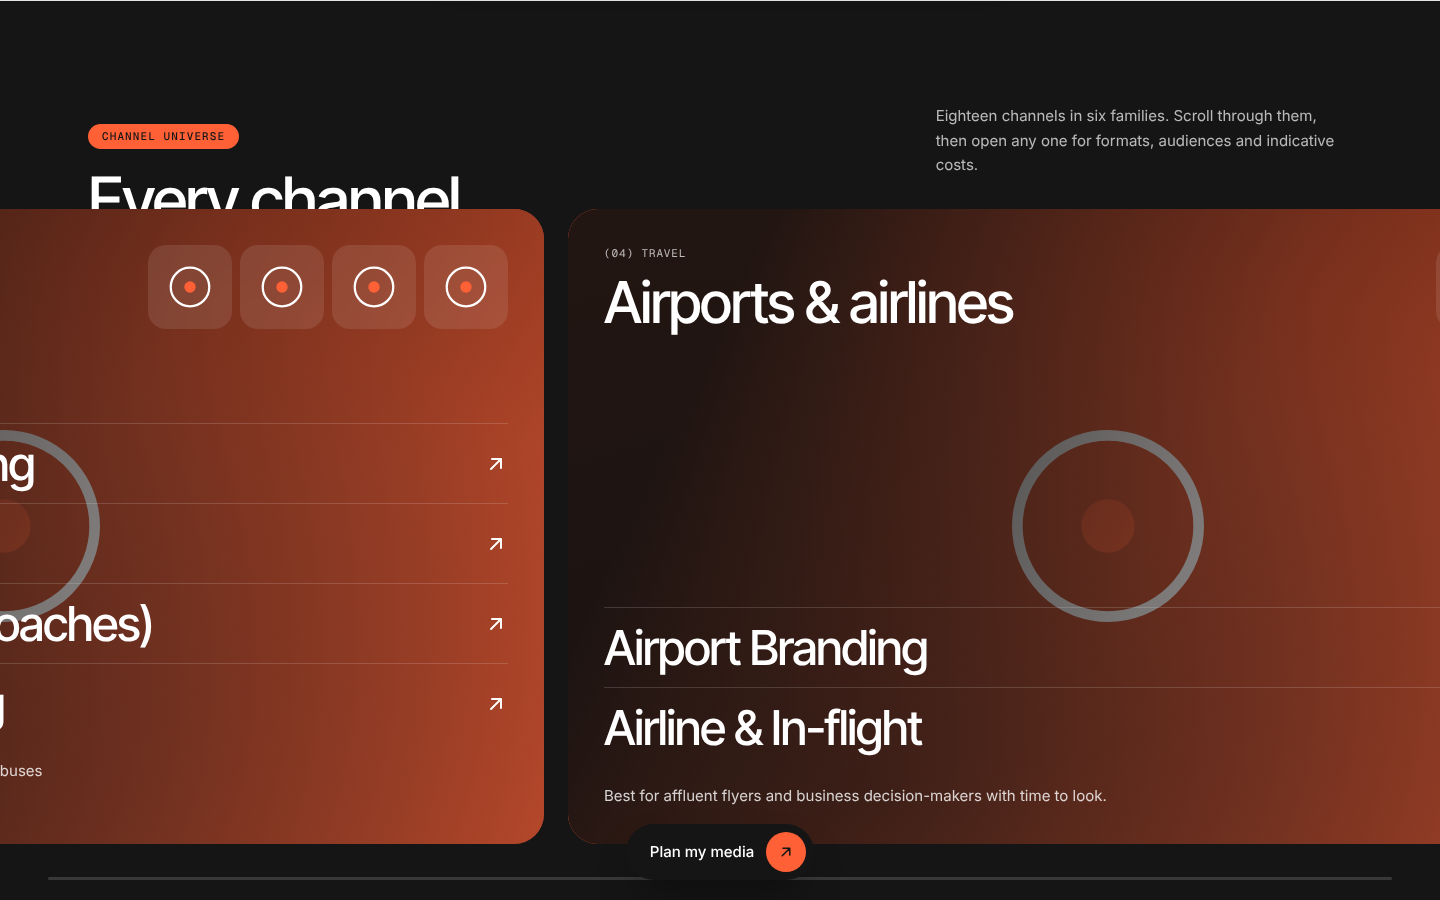 CHANNEL UNIVERSE
Every channel
Eighteen channels in six families. Scroll through them,
then open any one for formats, audiences and indicative
costs.
ng
oaches)
g
buses
(04) TRAVEL
Airports & airlines
Airport Branding
Airline & In-flight
Best for affluent flyers and business decision-makers with time to look.
Plan my media